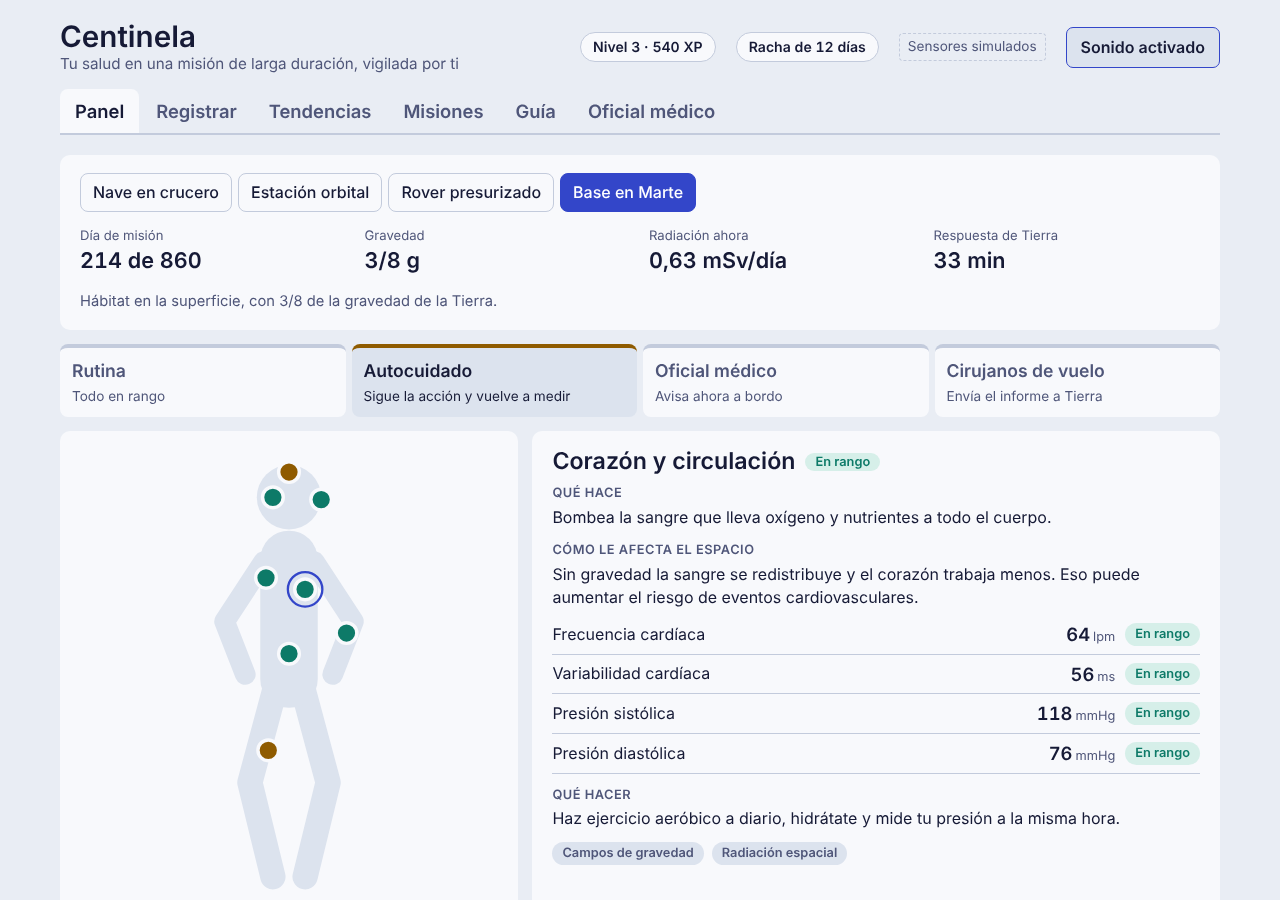 Centinela
Tu salud en una misión de larga duración, vigilada por ti
Nivel 3 · 540 XP
Racha de 12 días
Sensores simulados
Sonido activado
Panel
Registrar
Tendencias
Misiones
Guía
Oficial médico
Nave en crucero
Estación orbital
Rover presurizado
Base en Marte
Día de misión
214 de 860
Gravedad
3/8 g
Radiación ahora
0,63 mSv/día
Respuesta de Tierra
33 min
Hábitat en la superficie, con 3/8 de la gravedad de la Tierra.
Rutina
Todo en rango
Autocuidado
Sigue la acción y vuelve a medir
Oficial médico
Avisa ahora a bordo
Cirujanos de vuelo
Envía el informe a Tierra
Corazón y circulación En rango
QUÉ HACE
Bombea la sangre que lleva oxígeno y nutrientes a todo el cuerpo.
CÓMO LE AFECTA EL ESPACIO
Sin gravedad la sangre se redistribuye y el corazón trabaja menos. Eso puede
aumentar el riesgo de eventos cardiovasculares.
Frecuencia cardíaca 64 lpm En rango
Variabilidad cardíaca 56 ms En rango
Presión sistólica 118 mmHg En rango
Presión diastólica 76 mmHg En rango
QUÉ HACER
Haz ejercicio aeróbico a diario, hidrátate y mide tu presión a la misma hora.
Campos de gravedad
Radiación espacial